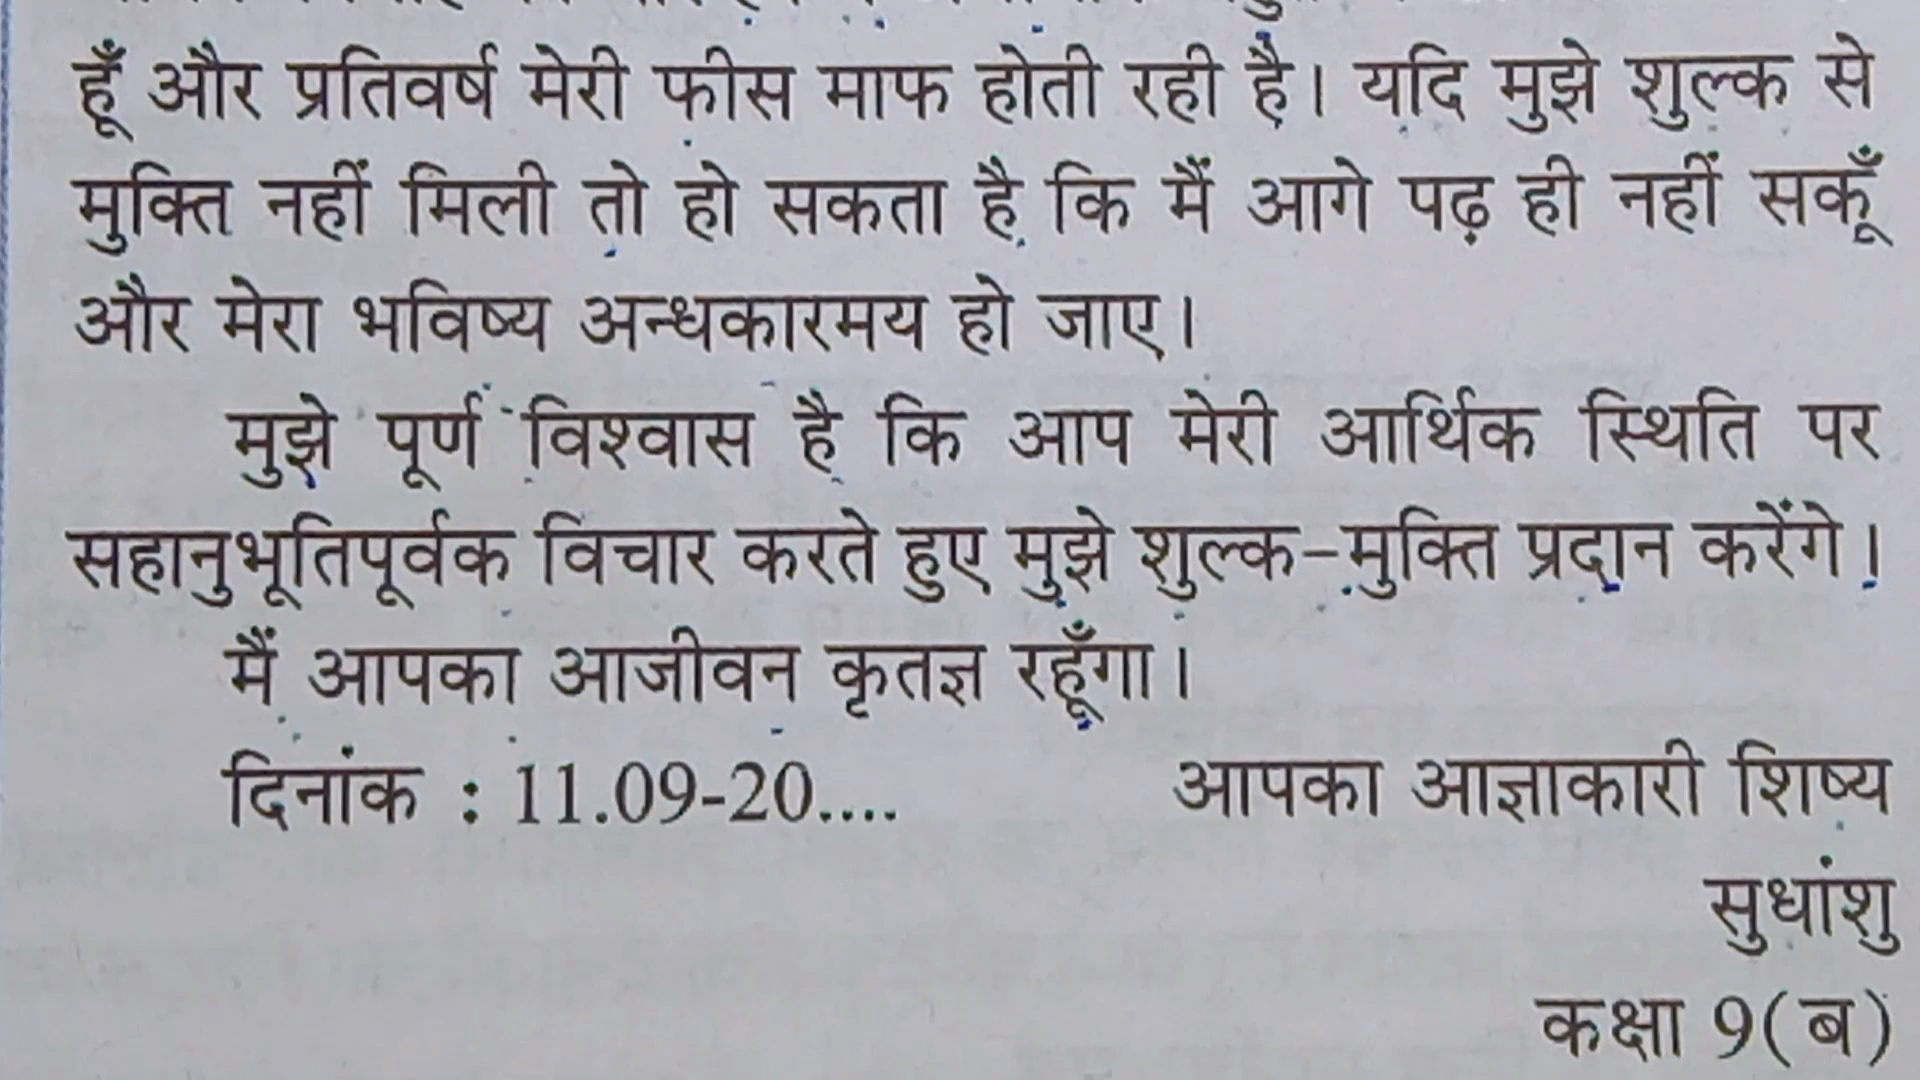 हूँ और प्रतिवर्ष मेरी फीस माफ होती रही है। यदि मुझे शुल्क से
मुक्ति नहीं मिली तो हो सकता है कि मैं आगे पढ़ ही नहीं सकूँ
और मेरा भविष्य अन्धकारमय हो जाए।
मुझे पूर्ण विश्वास है कि आप मेरी आर्थिक स्थिति पर
सहानुभूतिपूर्वक विचार करते हुए मुझे शुल्क-मुक्ति प्रदान करेंगे।
मैं आपका आजीवन कृतज्ञ रहूँगा।
दिनांक : 11.09-20.... आपका आज्ञाकारी शिष्य
सुधांशु
कक्षा 9(ब)